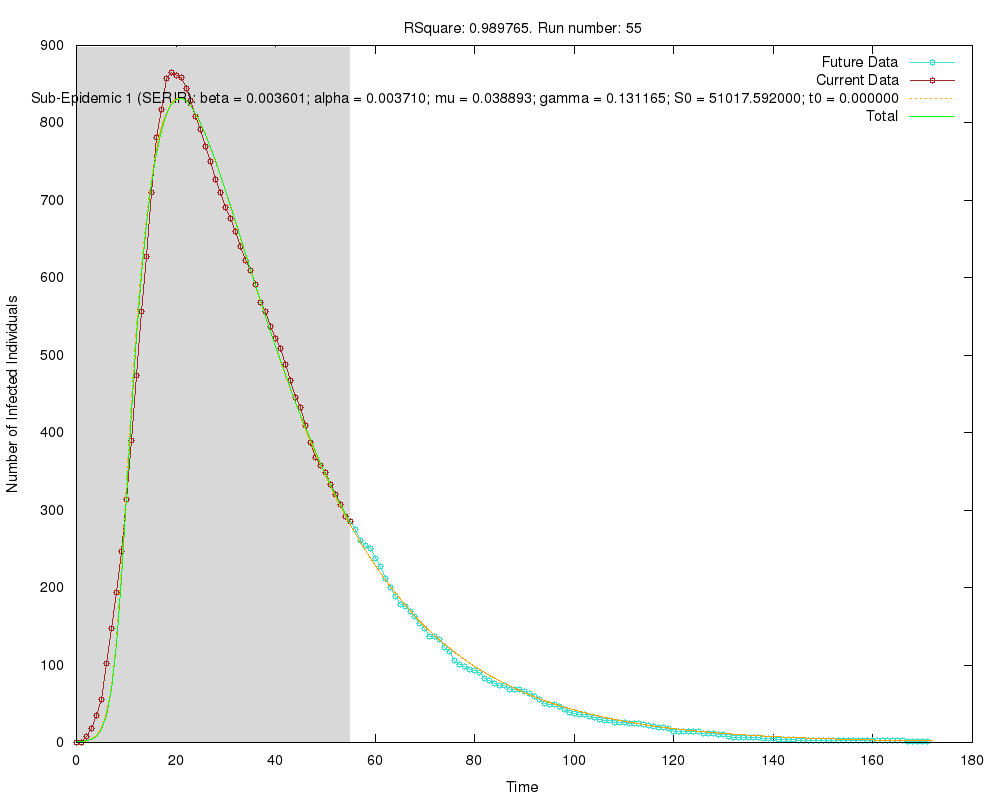 RSquare: 0.989765. Run number: 55
900
800
700
600
500
400
300
200
100
0
Number of Infected Individuals
Future Data
Current Data
Sub-Epidemic 1 (SERIR): beta = 0.003601; alpha = 0.003710; mu = 0.038893; gamma = 0.131165; S0 = 51017.592000; t0 = 0.000000
Total
0 20 40 60 80 100 120 140 160 180
Time